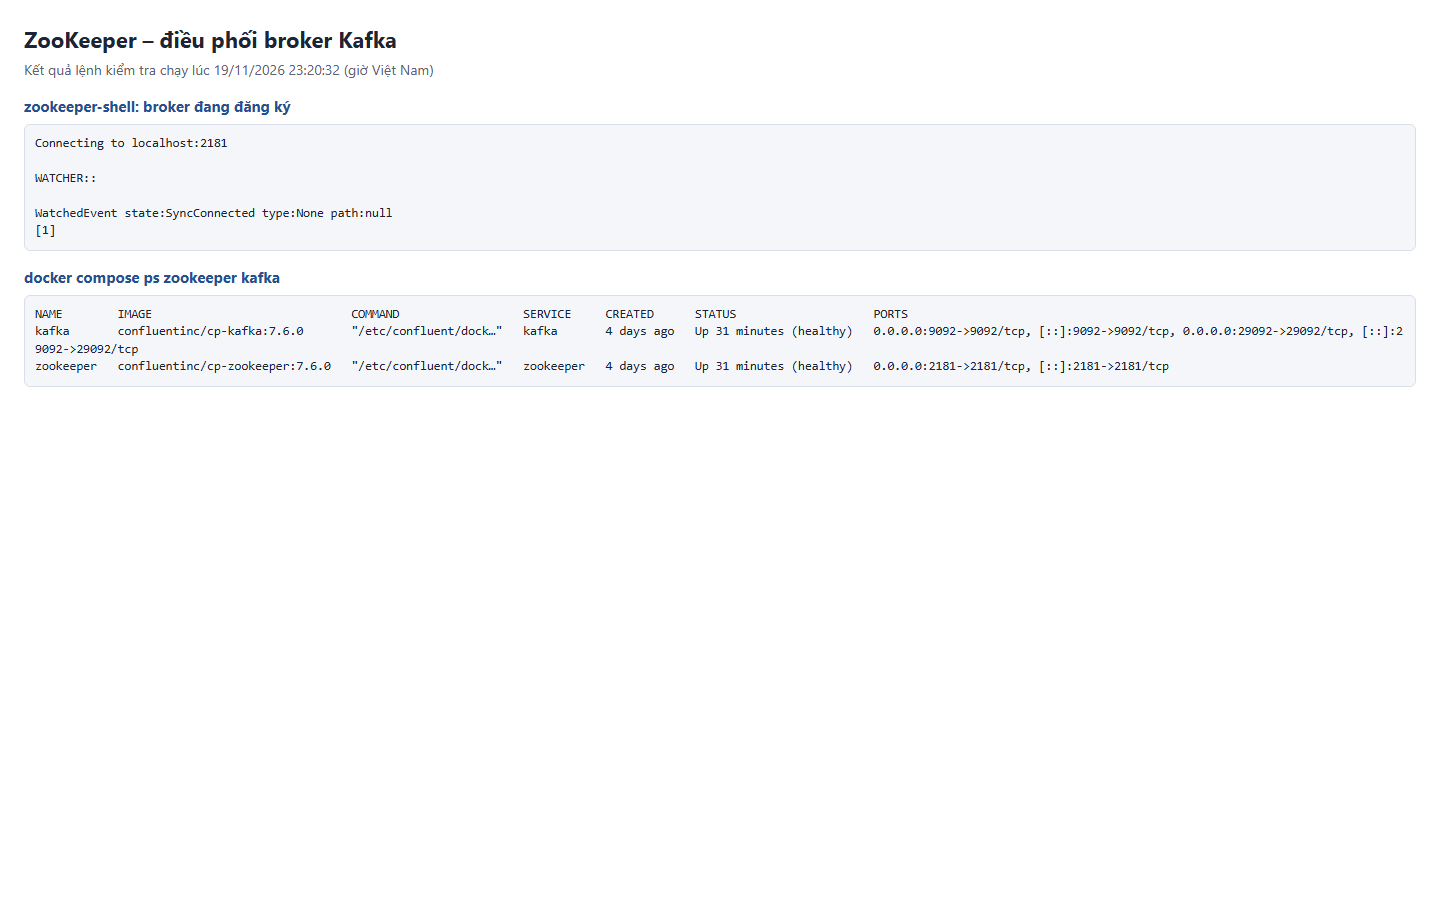 ZooKeeper – điều phối broker Kafka
Kết quả lệnh kiểm tra chạy lúc 19/11/2026 23:20:32 (giờ Việt Nam)
zookeeper-shell: broker đang đăng ký
Connecting to localhost:2181
WATCHER::
WatchedEvent state:SyncConnected type:None path:null
[1]
docker compose ps zookeeper kafka
NAME IMAGE COMMAND SERVICE CREATED STATUS PORTS
kafka confluentinc/cp-kafka:7.6.0 "/etc/confluent/dock…" kafka 4 days ago Up 31 minutes (healthy) 0.0.0.0:9092->9092/tcp, [::]:9092->9092/tcp, 0.0.0.0:29092->29092/tcp, [::]:2
9092->29092/tcp
zookeeper confluentinc/cp-zookeeper:7.6.0 "/etc/confluent/dock…" zookeeper 4 days ago Up 31 minutes (healthy) 0.0.0.0:2181->2181/tcp, [::]:2181->2181/tcp